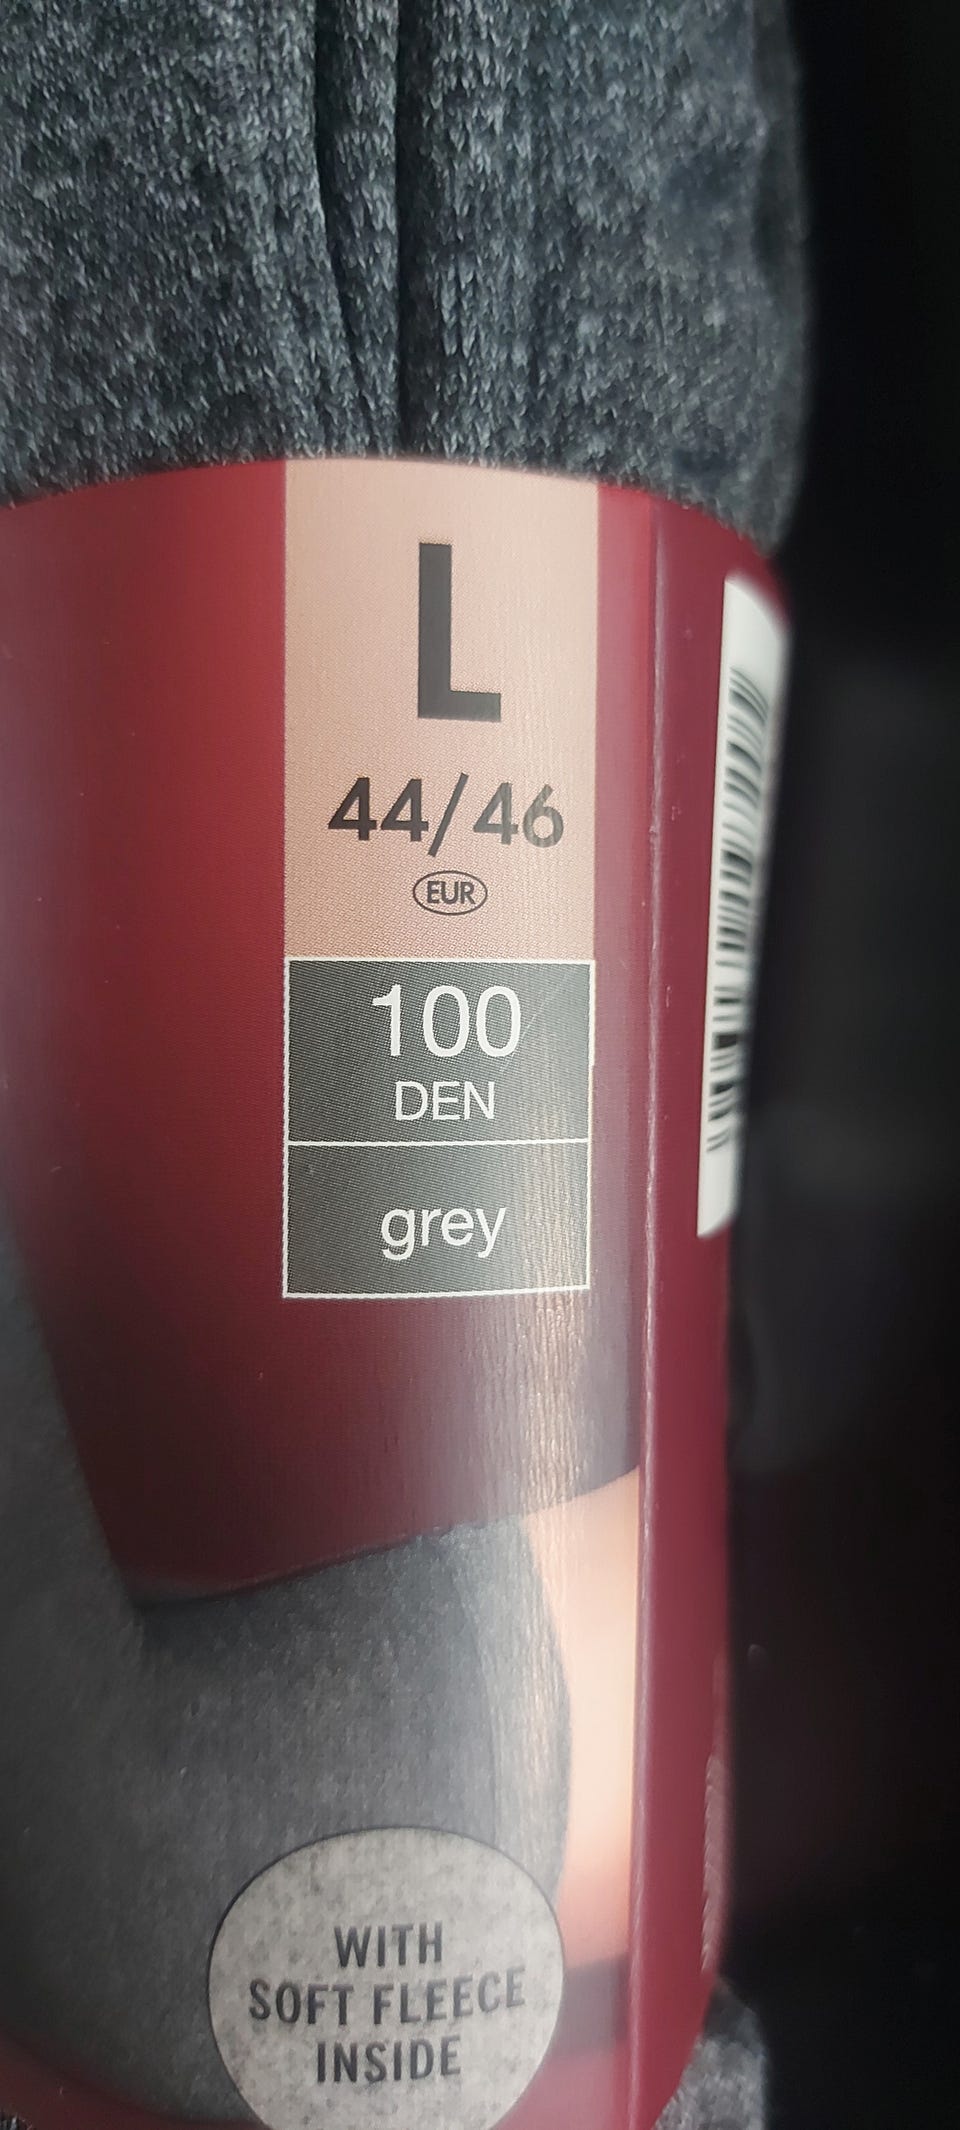 L
44/46
EUR
100
DEN
grey
WITH
SOFT FLEECE
INSIDE